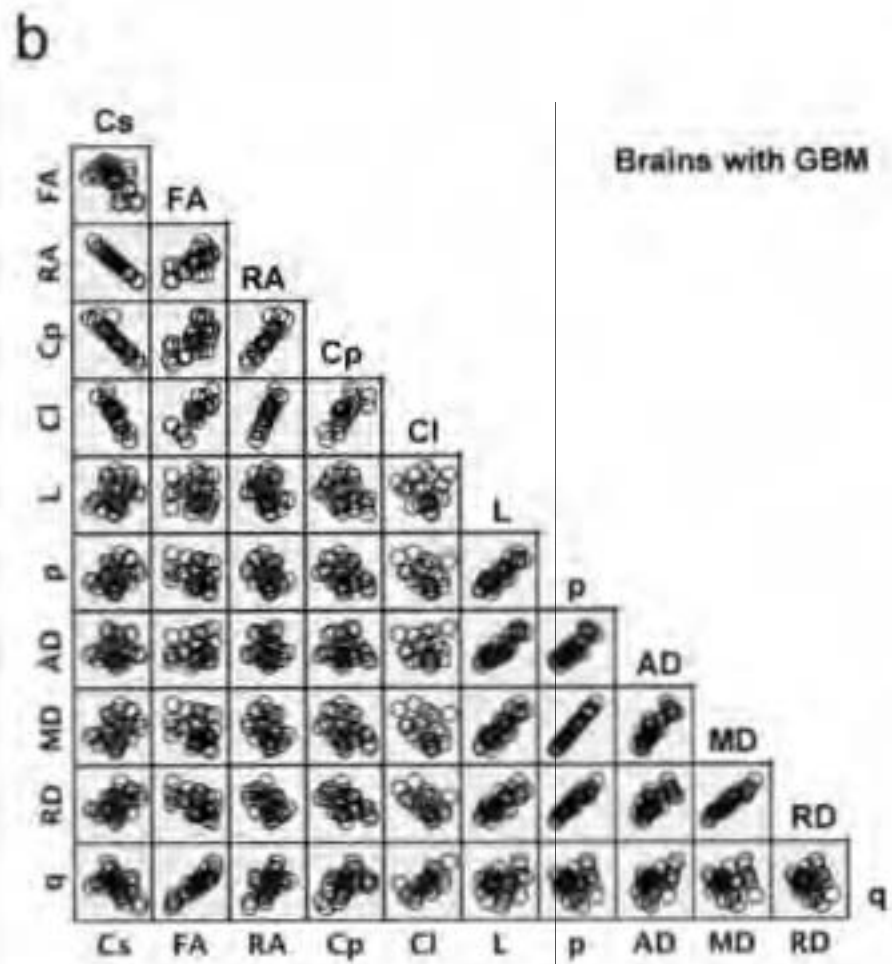 b
Cs
Brains with GBM
FA FA
RA RA
Cp Cp
Cl Cl
L L
p p
AD AD
MD MD
RD RD
q q
Cs FA RA Cp Cl L p AD MD RD